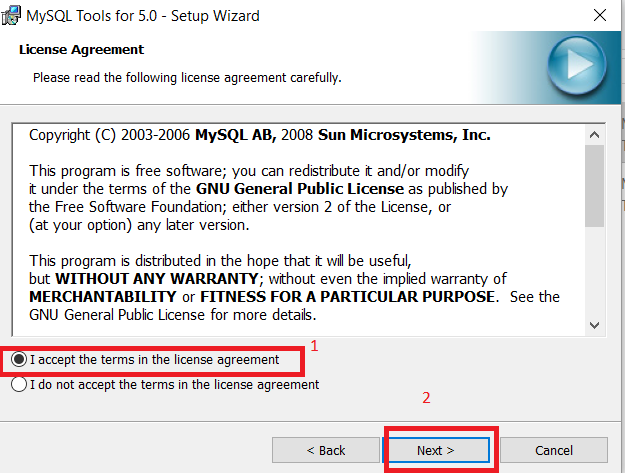 MySQL Tools for 5.0 - Setup Wizard
License Agreement
Please read the following license agreement carefully.
Copyright (C) 2003-2006 MySQL AB, 2008 Sun Microsystems, Inc.
This program is free software; you can redistribute it and/or modify
it under the terms of the GNU General Public License as published by
the Free Software Foundation; either version 2 of the License, or
(at your option) any later version.
This program is distributed in the hope that it will be useful,
but WITHOUT ANY WARRANTY; without even the implied warranty of
MERCHANTABILITY or FITNESS FOR A PARTICULAR PURPOSE. See the
GNU General Public License for more details.
1
I accept the terms in the license agreement
I do not accept the terms in the license agreement
2
< Back Next > Cancel